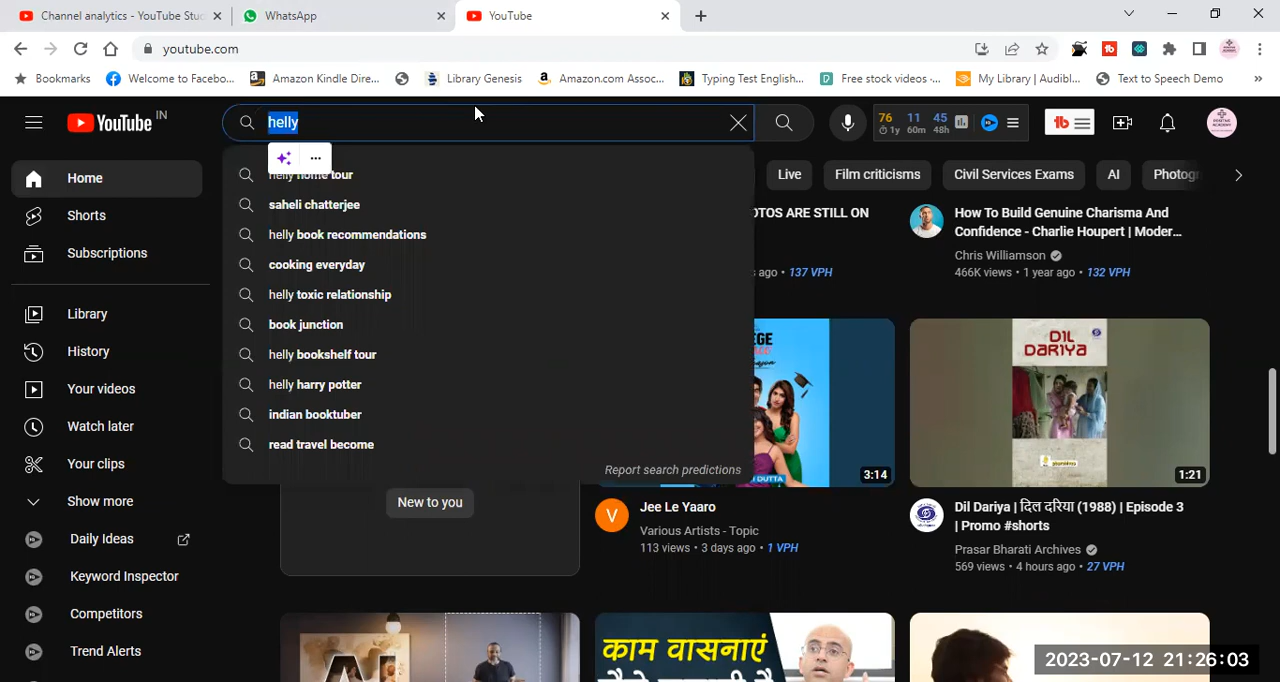 Channel analytics - YouTube Stu
WhatsApp
YouTube
youtube.com
Bookmarks
Welcome to Facebo...
Amazon Kindle Dire...
Library Genesis
Amazon.com Assoc...
Typing Test English...
Free stock videos -...
My Library | Audibl...
Text to Speech Demo
YouTube IN
helly
76 11 45
1y 60m 48h
tb
Home
Shorts
Subscriptions
Library
History
Your videos
Watch later
Your clips
Show more
Daily Ideas
Keyword Inspector
Competitors
Trend Alerts
helly home tour
saheli chatterjee
helly book recommendations
cooking everyday
helly toxic relationship
book junction
helly bookshelf tour
helly harry potter
indian booktuber
read travel become
Report search predictions
New to you
Live
Film criticisms
Civil Services Exams
AI
Photogr
OTOS ARE STILL ON
ago • 137 VPH
How To Build Genuine Charisma And
Confidence - Charlie Houpert | Moder...
Chris Williamson
466K views • 1 year ago • 132 VPH
3:14
V
Jee Le Yaaro
Various Artists - Topic
113 views • 3 days ago • 1 VPH
DIL
DARIYA
1:21
Dil Dariya | दिल दरिया (1988) | Episode 3
| Promo #shorts
Prasar Bharati Archives
569 views • 4 hours ago • 27 VPH
AI
काम वासनाएं
2023-07-12 21:26:03